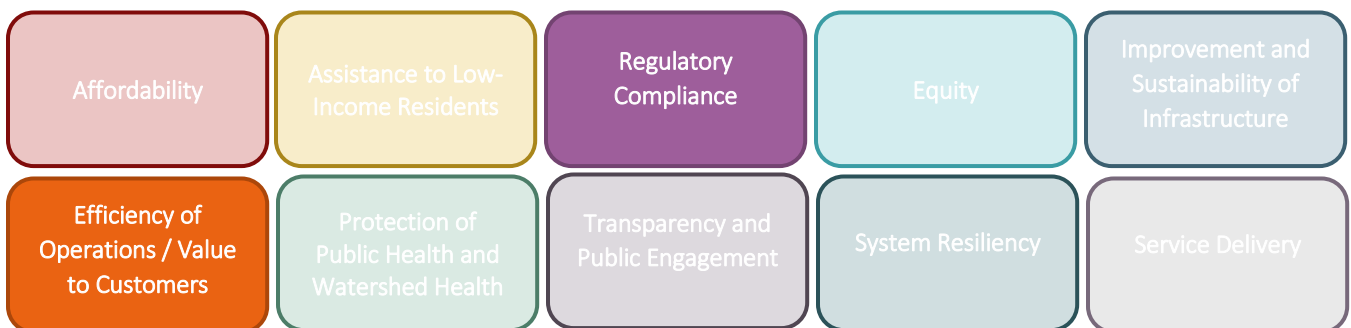 Affordability
Assistance to Low-
Income Residents
Regulatory
Compliance
Equity
Improvement and
Sustainability of
Infrastructure
Efficiency of
Operations / Value
to Customers
Protection of
Public Health and
Watershed Health
Transparency and
Public Engagement
System Resiliency
Service Delivery